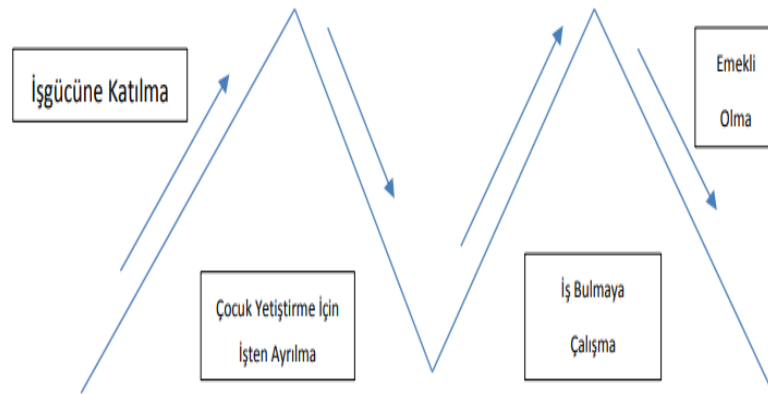 İşgücüne Katılma
Çocuk Yetiştirme İçin
İşten Ayrılma
İş Bulmaya
Çalışma
Emekli
Olma